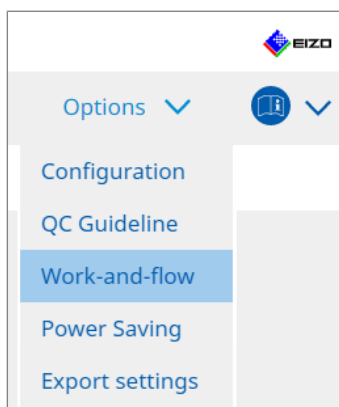 EIZO
Options
Configuration
QC Guideline
Work-and-flow
Power Saving
Export settings